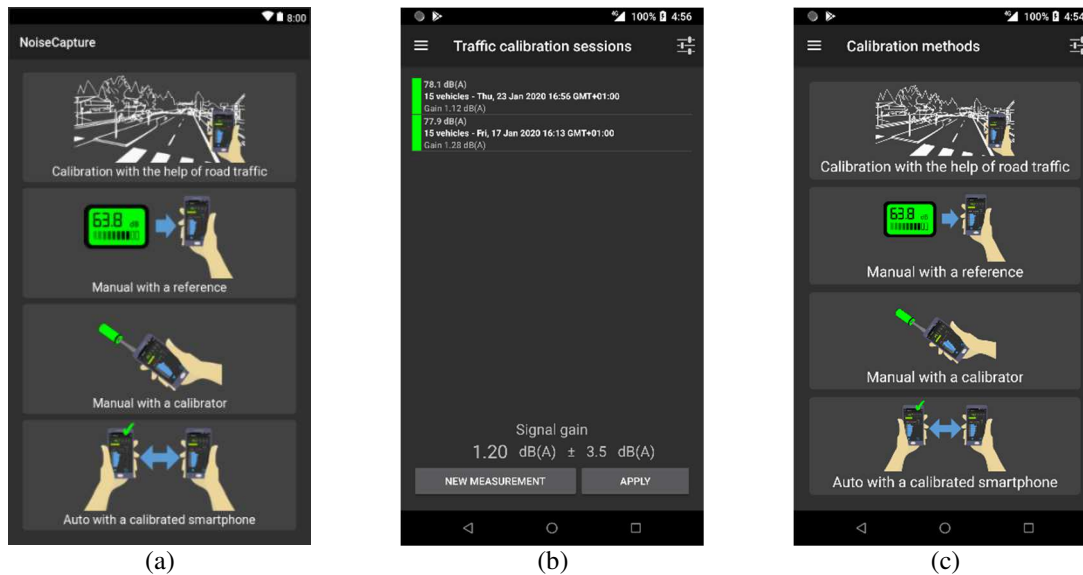 8:00
NoiseCapture
Calibration with the help of road traffic
63.8 dB
Manual with a reference
Manual with a calibrator
Auto with a calibrated smartphone
(a)
4G 100% 4:56
Traffic calibration sessions
78.1 dB(A)
15 vehicles - Thu, 23 Jan 2020 16:56 GMT+01:00
Gain 1.12 dB(A)
77.9 dB(A)
15 vehicles - Fri, 17 Jan 2020 16:13 GMT+01:00
Gain 1.28 dB(A)
Signal gain
1.20 dB(A) ± 3.5 dB(A)
NEW MEASUREMENT APPLY
(b)
4G 100% 4:54
Calibration methods
Calibration with the help of road traffic
63.8 dB
Manual with a reference
Manual with a calibrator
Auto with a calibrated smartphone
(c)